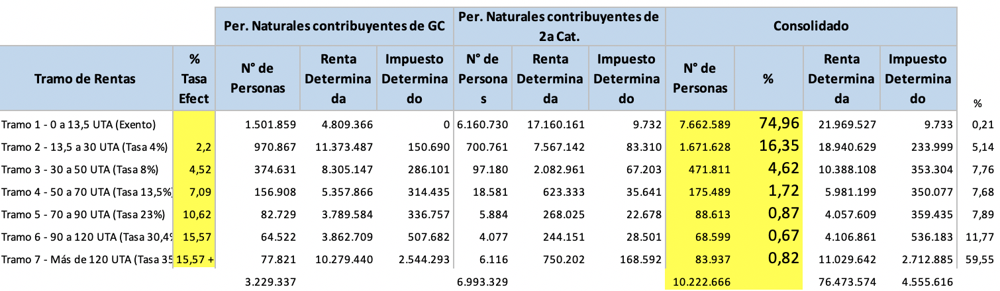 Per. Naturales contribuyentes de GC Per. Naturales contribuyentes de 2a Cat. Consolidado
Tramo de Rentas % Tasa Efect N° de Personas Renta Determinada Impuesto Determinado N° de Personas Renta Determinada Impuesto Determinado N° de Personas % Renta Determinada Impuesto Determinado %
Tramo 1 - 0 a 13,5 UTA (Exento) 1.501.859 4.809.366 0 6.160.730 17.160.161 9.732 7.662.589 74,96 21.969.527 9.733 0,21
Tramo 2 - 13,5 a 30 UTA (Tasa 4%) 2,2 970.867 11.373.487 150.690 700.761 7.567.142 83.310 1.671.628 16,35 18.940.629 233.999 5,14
Tramo 3 - 30 a 50 UTA (Tasa 8%) 4,52 374.631 8.305.147 286.101 97.180 2.082.961 67.203 471.811 4,62 10.388.108 353.304 7,76
Tramo 4 - 50 a 70 UTA (Tasa 13,5%) 7,09 156.908 5.357.866 314.435 18.581 623.333 35.641 175.489 1,72 5.981.199 350.077 7,68
Tramo 5 - 70 a 90 UTA (Tasa 23%) 10,62 82.729 3.789.584 336.757 5.884 268.025 22.678 88.613 0,87 4.057.609 359.435 7,89
Tramo 6 - 90 a 120 UTA (Tasa 30,4% 15,57 64.522 3.862.709 507.682 4.077 244.151 28.501 68.599 0,67 4.106.861 536.183 11,77
Tramo 7 - Más de 120 UTA (Tasa 35 15,57 + 77.821 10.279.440 2.544.293 6.116 750.202 168.592 83.937 0,82 11.029.642 2.712.885 59,55
3.229.337 6.993.329 10.222.666 76.473.574 4.555.616